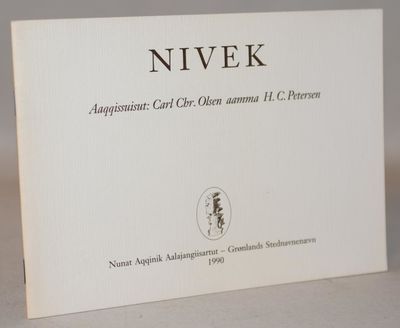 NIVEK
Aaqqissuisut: Carl Chr. Olsen aamma H. C. Petersen
Nunat Aqqinik Aalajangiisartut – Grønlands Stednavnenævn
1990